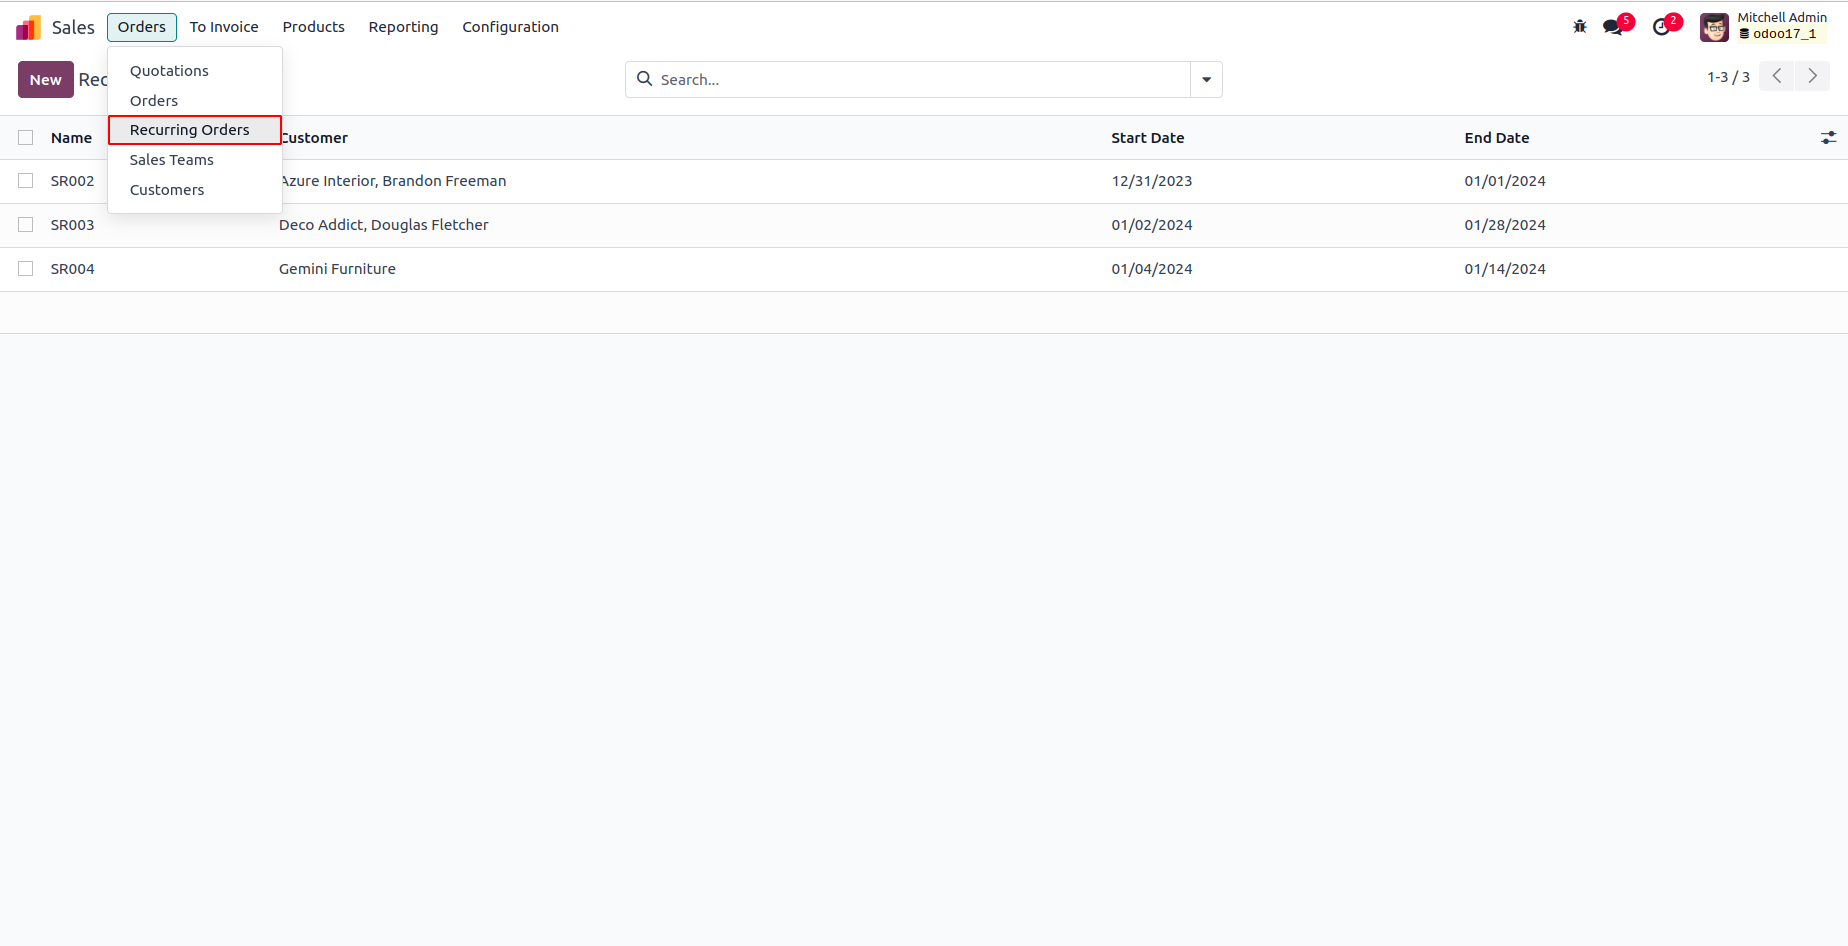 Sales Orders To Invoice Products Reporting Configuration 5 2 Mitchell Admin
odoo17_1
New Rec Search... 1-3 / 3
Quotations
Orders
Recurring Orders
Sales Teams
Customers
Name Customer Start Date End Date
SR002 Azure Interior, Brandon Freeman 12/31/2023 01/01/2024
SR003 Deco Addict, Douglas Fletcher 01/02/2024 01/28/2024
SR004 Gemini Furniture 01/04/2024 01/14/2024